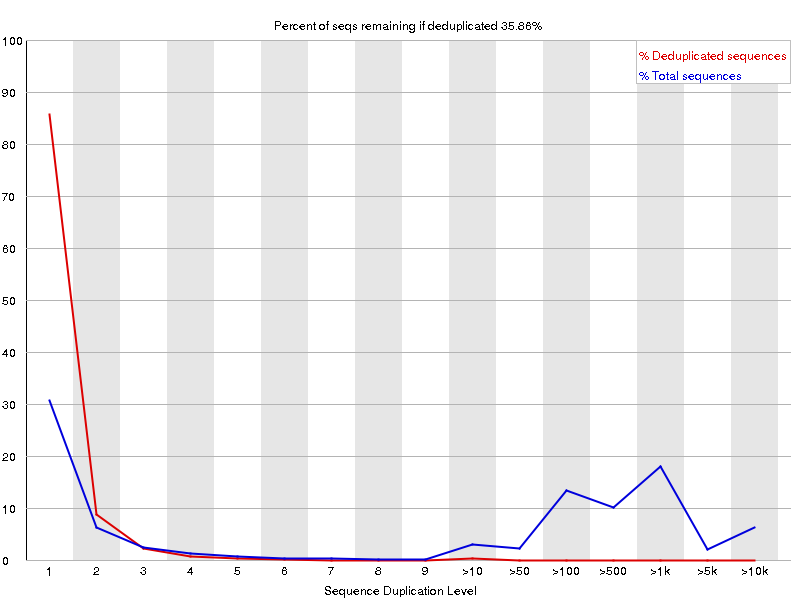 Percent of seqs remaining if deduplicated 35.86%
% Deduplicated sequences
% Total sequences
100
90
80
70
60
50
40
30
20
10
0
1 2 3 4 5 6 7 8 9 >10 >50 >100 >500 >1k >5k >10k
Sequence Duplication Level